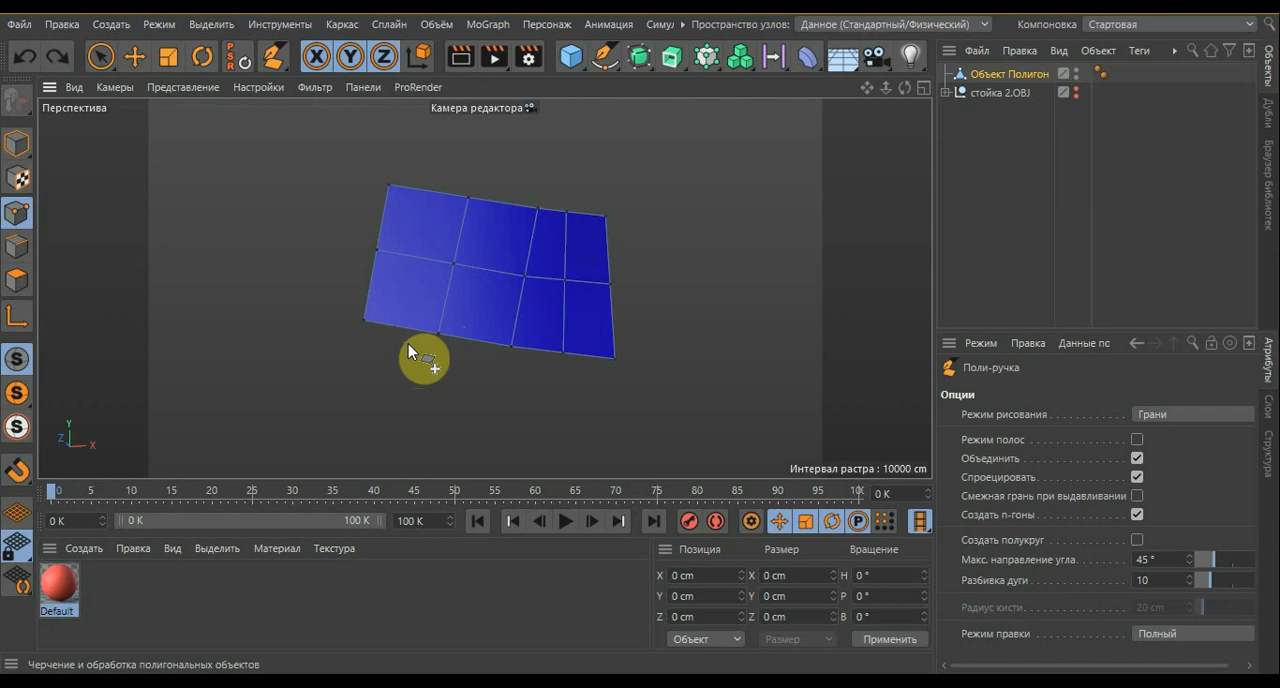 Файл Правка Создать Режим Выделить Инструменты Каркас Сплайн Объём MoGraph Персонаж Анимация Симу Пространство узлов: Данное (Стандартный/Физический) Компоновка Стартовая
PSR X Y Z Файл Правка Вид Объект Теги
Объекты
Дубли
Браузер библиотек
Объект Полигон
стойка 2.OBJ
Вид Камеры Представление Настройки Фильтр Панели ProRender
Перспектива Камера редактора
Y
Z X
Интервал растра : 10000 cm
S
S
S
Режим Правка Данные пс
Атрибуты
Слои
Структура
Поли-ручка
Опции
Режим рисования Грани
Режим полос
Объединить
Спроецировать
Смежная грань при выдавливании
Создать n-гоны
Создать полукруг
Макс. направление угла 45 °
Разбивка дуги 10
Радиус кисти 20 cm
Режим правки Полный
0 5 10 15 20 25 30 35 40 45 50 55 60 65 70 75 80 85 90 95 0 K
0 K 0 K 100 K 100 K P
Создать Правка Вид Выделить Материал Текстура
Default
Позиция Размер Вращение
X 0 cm X 0 cm H 0 °
Y 0 cm Y 0 cm P 0 °
Z 0 cm Z 0 cm B 0 °
Объект Размер Применить
Черчение и обработка полигональных объектов